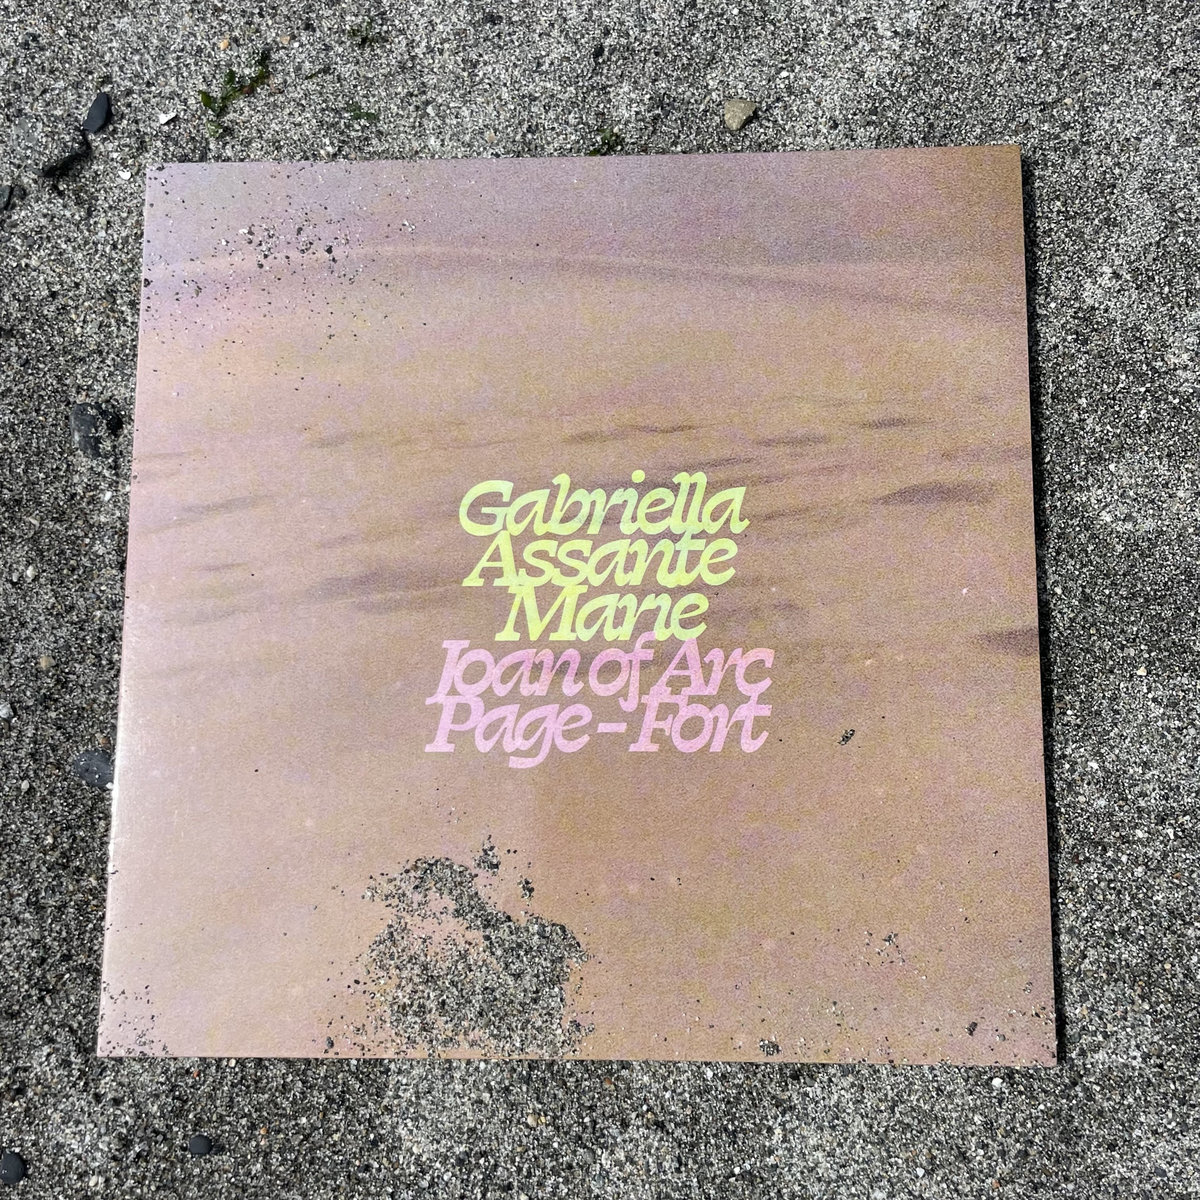 Gabriella
Assante
Marie
Joan of Arc
Page-Fort